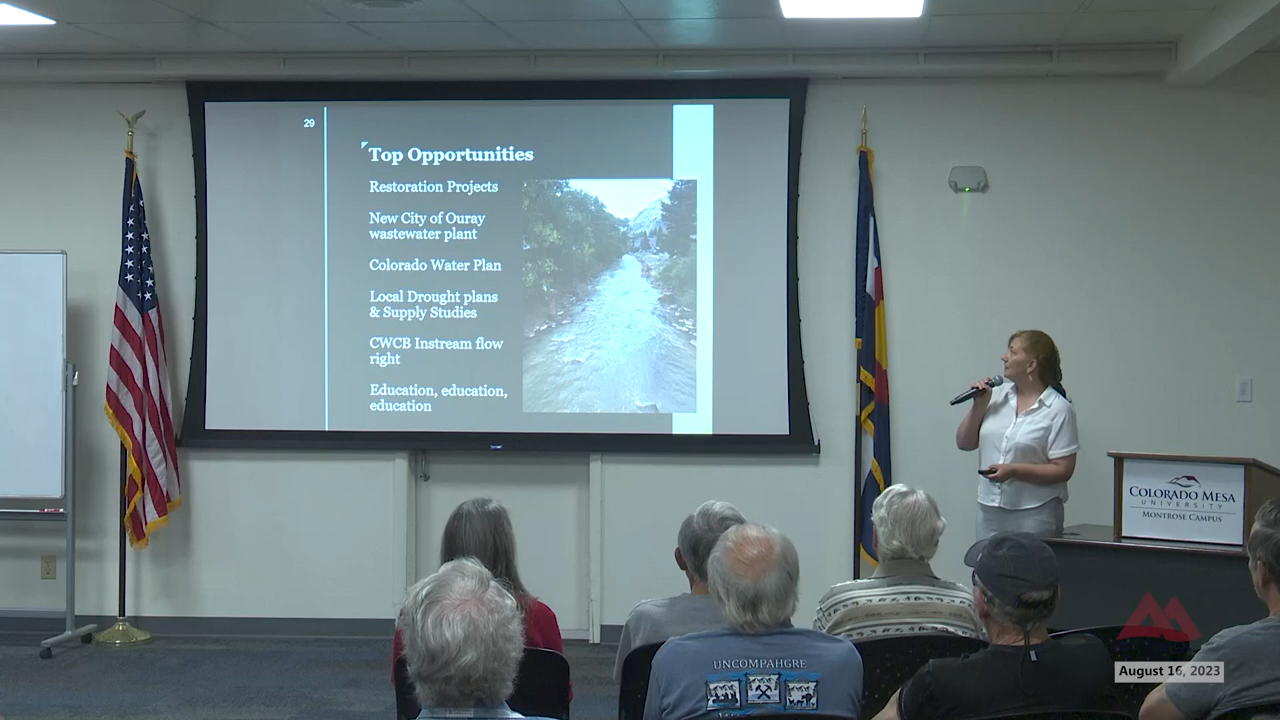 29
Top Opportunities
Restoration Projects
New City of Ouray
wastewater plant
Colorado Water Plan
Local Drought plans
& Supply Studies
CWCB Instream flow
right
Education, education,
education
COLORADO MESA
UNIVERSITY
MONTROSE CAMPUS
UNCOMPAHGRE
August 16, 2023